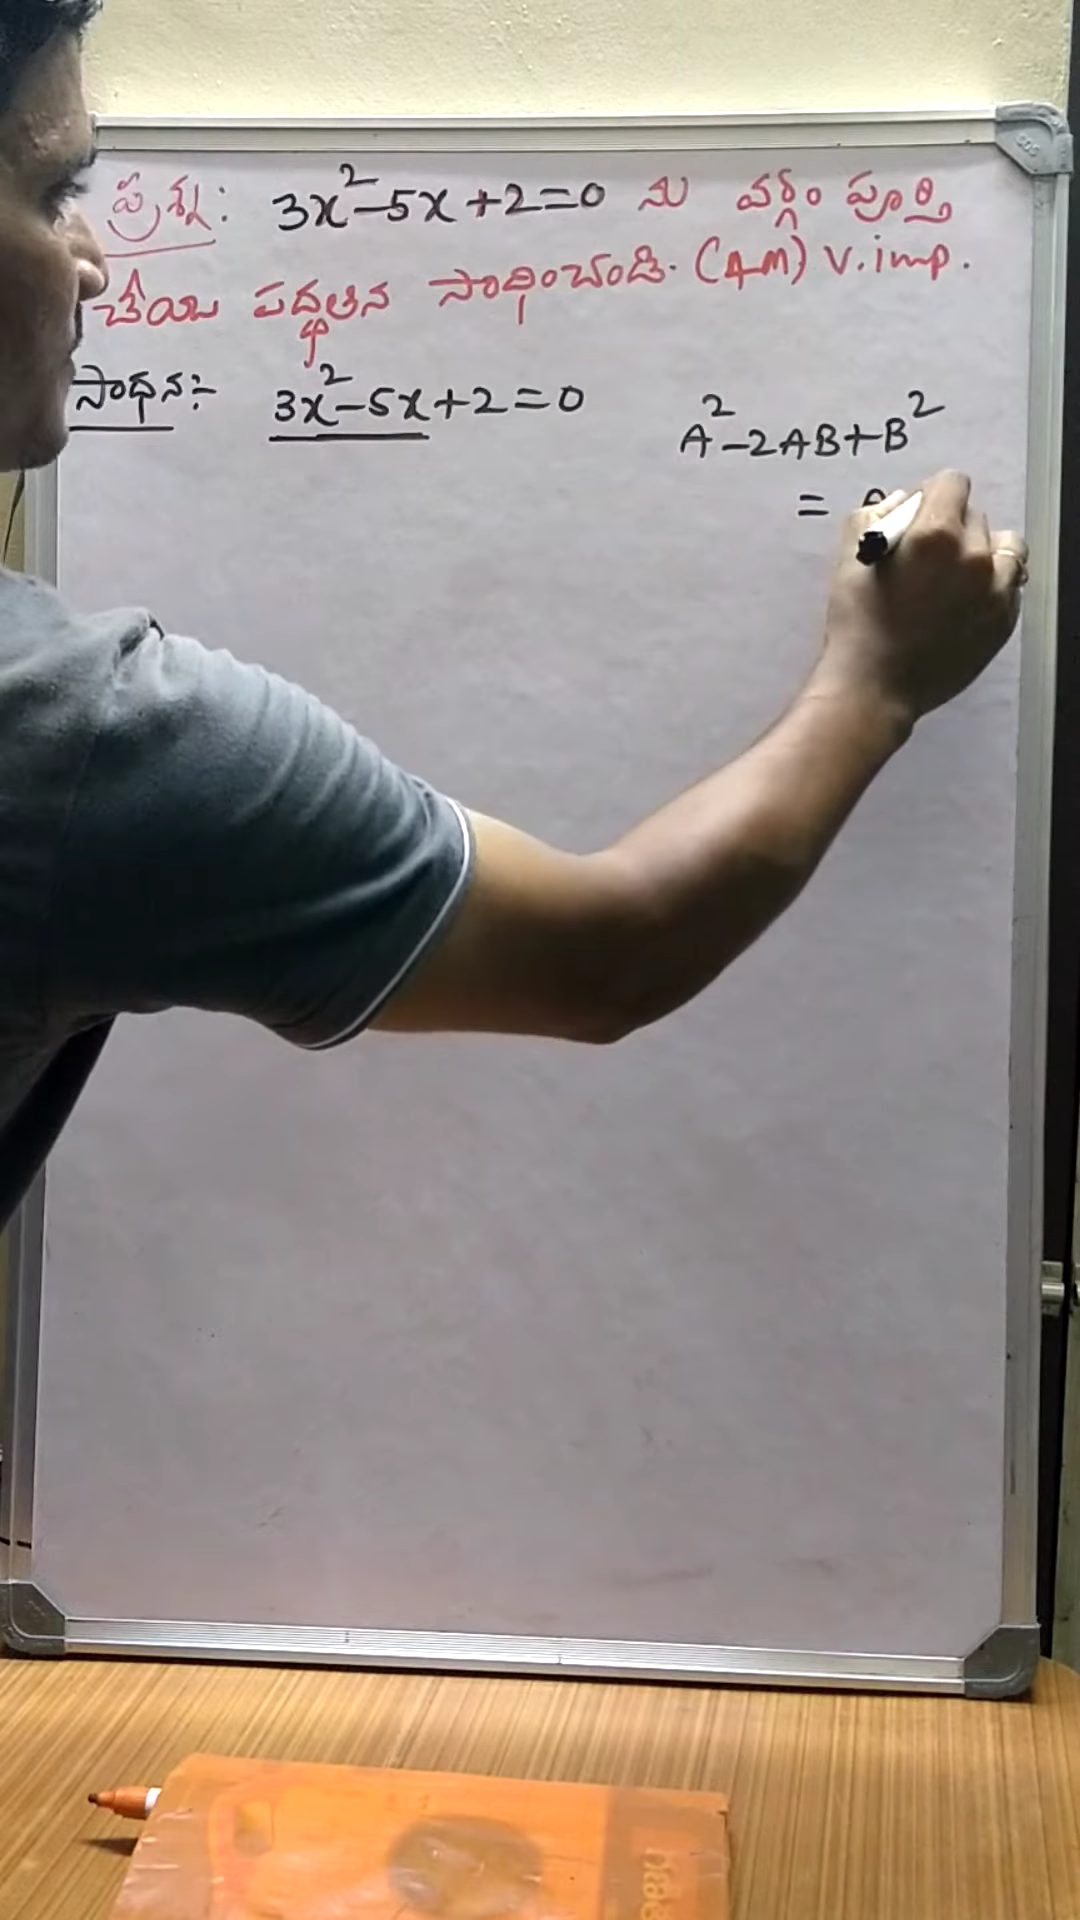 ప్రశ్న: 3x²-5x+2=0 ను వర్గం పూర్తి
చేయు పద్ధతిన సాధించండి. (4M) V.imp.
సాధన:- 3x²-5x+2=0
A²-2AB+B²
=